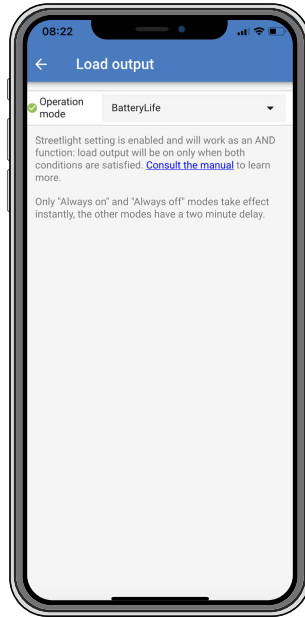 08:22
Load output
Operation
mode
BatteryLife
Streetlight setting is enabled and will work as an AND
function: load output will be on only when both
conditions are satisfied. Consult the manual to learn
more.
Only "Always on" and "Always off" modes take effect
instantly, the other modes have a two minute delay.